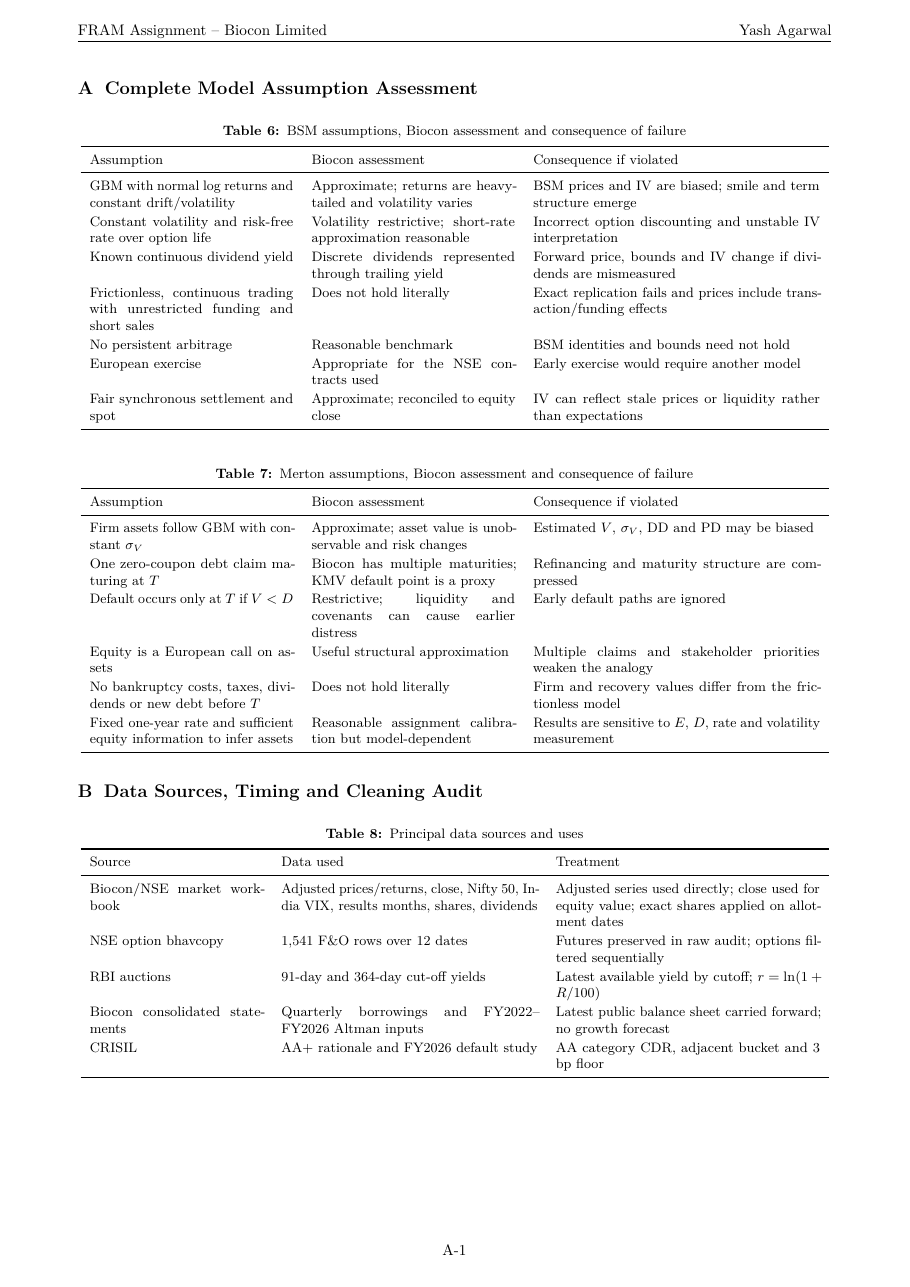 FRAM Assignment – Biocon Limited Yash Agarwal
A Complete Model Assumption Assessment
Table 6: BSM assumptions, Biocon assessment and consequence of failure
Assumption Biocon assessment Consequence if violated
GBM with normal log returns and Approximate; returns are heavy- BSM prices and IV are biased; smile and term
constant drift/volatility tailed and volatility varies structure emerge
Constant volatility and risk-free Volatility restrictive; short-rate Incorrect option discounting and unstable IV
rate over option life approximation reasonable interpretation
Known continuous dividend yield Discrete dividends represented Forward price, bounds and IV change if divi-
through trailing yield dends are mismeasured
Frictionless, continuous trading Does not hold literally Exact replication fails and prices include trans-
with unrestricted funding and action/funding effects
short sales
No persistent arbitrage Reasonable benchmark BSM identities and bounds need not hold
European exercise Appropriate for the NSE con- Early exercise would require another model
tracts used
Fair synchronous settlement and Approximate; reconciled to equity IV can reflect stale prices or liquidity rather
spot close than expectations
Table 7: Merton assumptions, Biocon assessment and consequence of failure
Assumption Biocon assessment Consequence if violated
Firm assets follow GBM with con- Approximate; asset value is unob- Estimated V, σV, DD and PD may be biased
stant σV servable and risk changes
One zero-coupon debt claim ma- Biocon has multiple maturities; Refinancing and maturity structure are com-
turing at T KMV default point is a proxy pressed
Default occurs only at T if V < D Restrictive; liquidity and Early default paths are ignored
covenants can cause earlier
distress
Equity is a European call on as- Useful structural approximation Multiple claims and stakeholder priorities
sets weaken the analogy
No bankruptcy costs, taxes, divi- Does not hold literally Firm and recovery values differ from the fric-
dends or new debt before T tionless model
Fixed one-year rate and sufficient Reasonable assignment calibra- Results are sensitive to E, D, rate and volatility
equity information to infer assets tion but model-dependent measurement
B Data Sources, Timing and Cleaning Audit
Table 8: Principal data sources and uses
Source Data used Treatment
Biocon/NSE market work- Adjusted prices/returns, close, Nifty 50, In- Adjusted series used directly; close used for
book dia VIX, results months, shares, dividends equity value; exact shares applied on allot-
ment dates
NSE option bhavcopy 1,541 F&O rows over 12 dates Futures preserved in raw audit; options fil-
tered sequentially
RBI auctions 91-day and 364-day cut-off yields Latest available yield by cutoff; r = ln(1 +
R/100)
Biocon consolidated state- Quarterly borrowings and FY2022– Latest public balance sheet carried forward;
ments FY2026 Altman inputs no growth forecast
CRISIL AA+ rationale and FY2026 default study AA category CDR, adjacent bucket and 3
bp floor
A-1